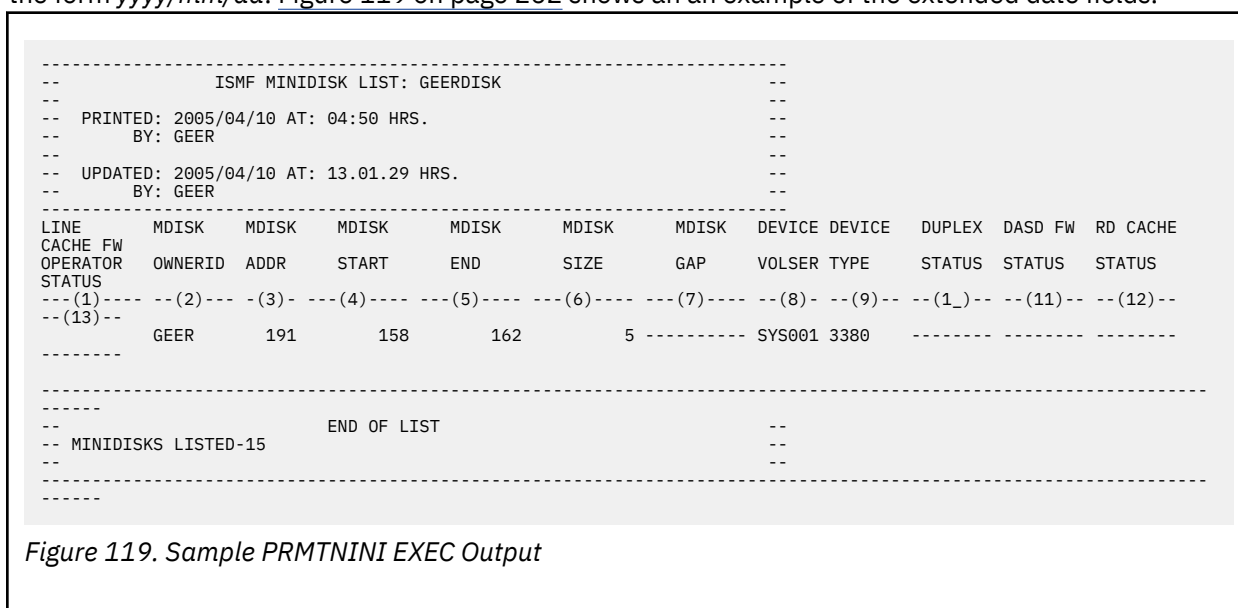 the form yyyy/mm/dd. Figure 119 on page 262 shows an an example of the extended date fields.
---------------------------------------------------------------------
--                ISMF MINIDISK LIST: GEERDISK                     --
--                                                                 --
--  PRINTED: 2005/04/10 AT: 04:50 HRS.                             --
--       BY: GEER                                                  --
--                                                                 --
--  UPDATED: 2005/04/10 AT: 13.01.29 HRS.                          --
--       BY: GEER                                                  --
---------------------------------------------------------------------
LINE      MDISK    MDISK    MDISK      MDISK      MDISK      MDISK   DEVICE DEVICE   DUPLEX  DASD FW  RD CACHE
CACHE FW
OPERATOR  OWNERID  ADDR     START      END        SIZE       GAP     VOLSER TYPE     STATUS  STATUS   STATUS
STATUS
---(1)---- --(2)--- -(3)- ---(4)---- ---(5)---- ---(6)---- ---(7)---- --(8)- --(9)-- --(1_)-- --(11)-- --(12)--
--(13)--
          GEER       191        158        162          5 ---------- SYS001 3380    -------- -------- --------
--------
------------------------------------------------------------------------------------------------------------
------
--                          END OF LIST                            --
-- MINIDISKS LISTED-15                                             --
--                                                                 --
------------------------------------------------------------------------------------------------------------
------
Figure 119. Sample PRMTNINI EXEC Output